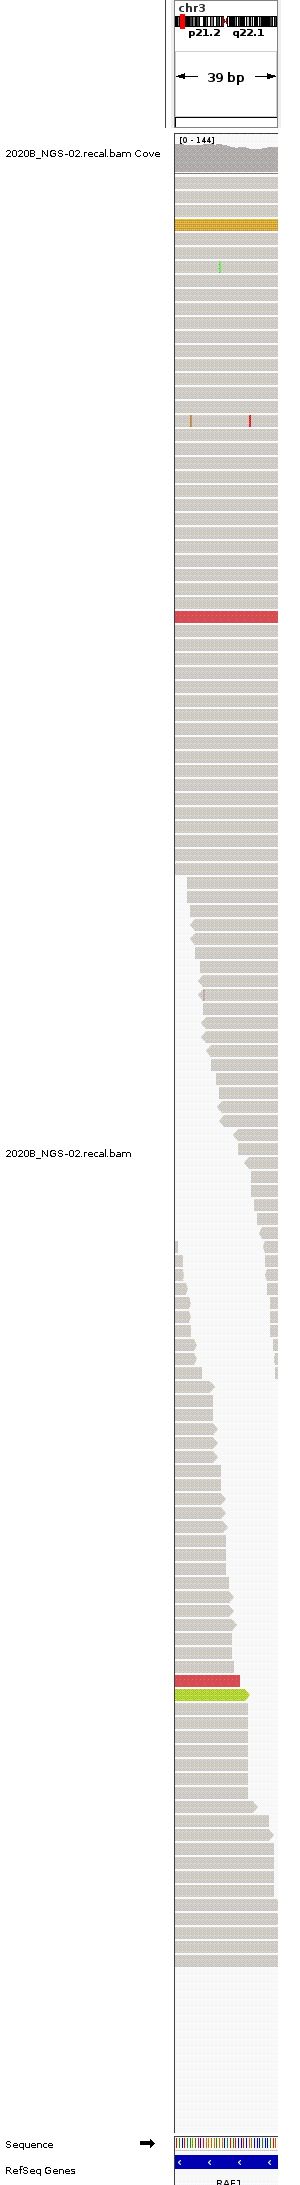 chr3
p21.2 q22.1
39 bp
[0 - 144]
2020B_NGS-02.recal.bam Cove
2020B_NGS-02.recal.bam
Sequence
RefSeq Genes
RAF1